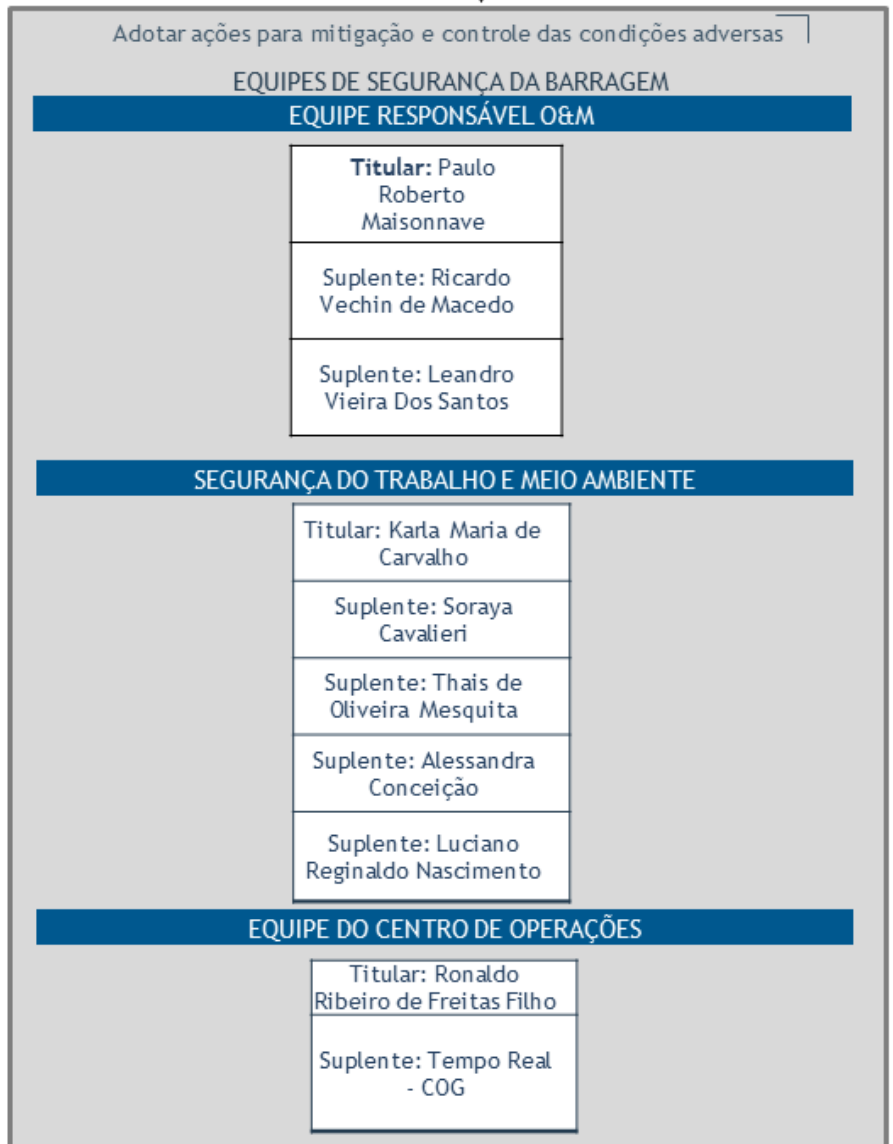 Adotar ações para mitigação e controle das condições adversas
EQUIPES DE SEGURANÇA DA BARRAGEM
EQUIPE RESPONSÁVEL O&M
Titular: Paulo
Roberto
Maisonnave
Suplente: Ricardo
Vechin de Macedo
Suplente: Leandro
Vieira Dos Santos
SEGURANÇA DO TRABALHO E MEIO AMBIENTE
Titular: Karla Maria de
Carvalho
Suplente: Soraya
Cavalieri
Suplente: Thais de
Oliveira Mesquita
Suplente: Alessandra
Conceição
Suplente: Luciano
Reginaldo Nascimento
EQUIPE DO CENTRO DE OPERAÇÕES
Titular: Ronaldo
Ribeiro de Freitas Filho
Suplente: Tempo Real
- COG